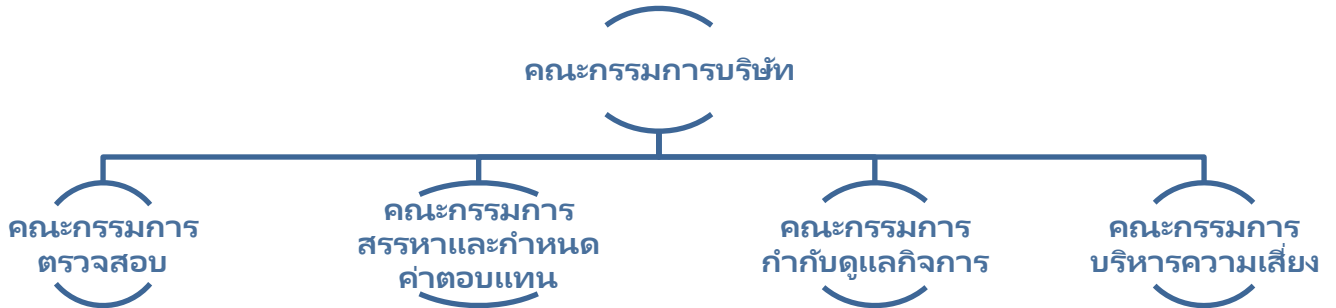 คณะกรรมการบริษัท
คณะกรรมการ
ตรวจสอบ
คณะกรรมการ
สรรหาและกำหนด
ค่าตอบแทน
คณะกรรมการ
กำกับดูแลกิจการ
คณะกรรมการ
บริหารความเสี่ยง